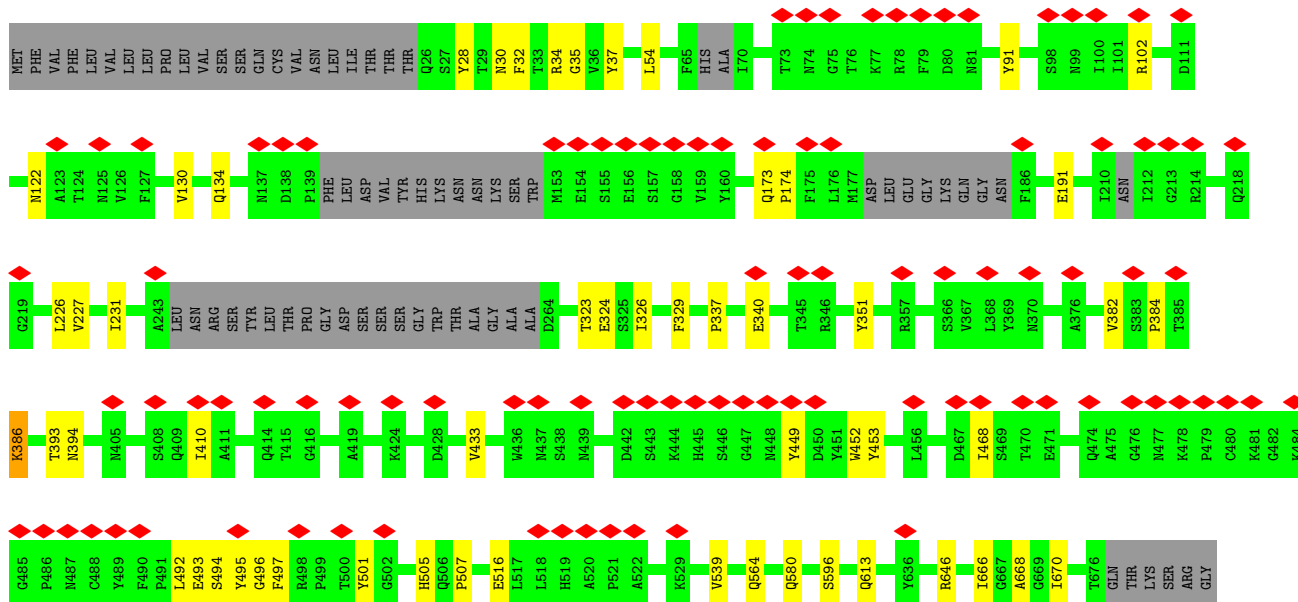 MET PHE VAL PHE LEU VAL LEU LEU PRO LEU VAL SER SER GLN CYS VAL ASN LEU ILE THR THR THR Q26 S27 Y28 T29 N30 F32 T33 R34 G35 V36 Y37 L54 F65 HIS ALA I70 T73 N74 G75 T76 K77 R78 F79 D80 N81 Y91 S98 N99 I100 I101 R102 D111
N122 A123 T124 N125 V126 F127 V130 Q134 N137 D138 P139 PHE LEU ASP VAL TYR HIS LYS ASN ASN LYS SER TRP M153 E154 S155 E156 S157 G158 V159 Y160 Q173 P174 F175 L176 M177 ASP LEU GLU GLY LYS GLN GLY ASN F186 E191 I210 ASN I212 G213 R214 Q218
G219 L226 V227 I231 A243 LEU ASN ARG SER TYR LEU THR PRO GLY ASP SER SER SER GLY TRP THR ALA GLY ALA ALA D264 T323 E324 S325 I326 F329 P337 E340 T345 R346 Y351 R357 S366 V367 L368 Y369 N370 A376 V382 S383 P384 T385
K386 T393 N394 N405 S408 Q409 I410 A411 Q414 T415 G416 A419 K424 D428 V433 W436 N437 S438 N439 D442 S443 K444 H445 S446 G447 N448 Y449 D450 Y451 W452 Y453 L456 D467 I468 S469 T470 E471 Q474 A475 G476 N477 K478 P479 C480 K481 G482 K484
G485 P486 N487 C488 Y489 F490 P491 L492 E493 S494 Y495 G496 F497 R498 P499 T500 Y501 G502 H505 Q506 P507 E516 L517 L518 H519 A520 P521 A522 K529 V539 Q564 Q580 S596 Q613 Y636 R646 I666 G667 A668 G669 I670 T676 GLN THR LYS SER ARG GLY